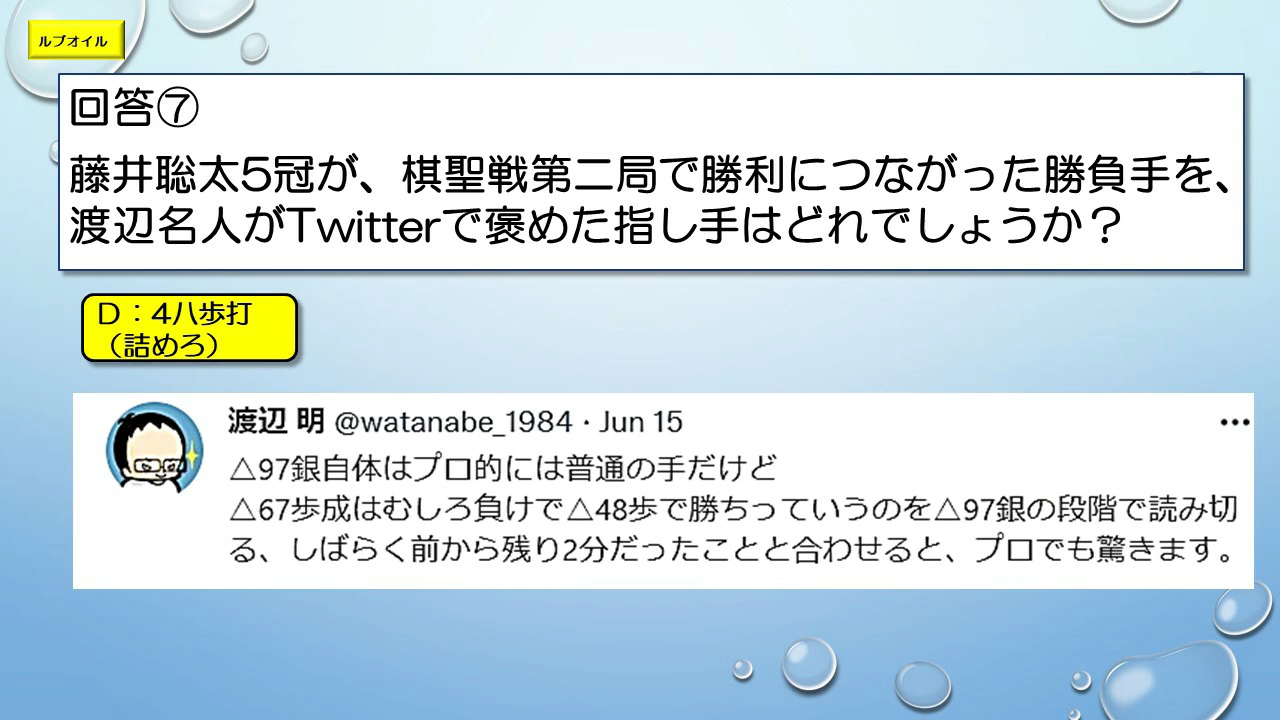 ルブオイル
回答⑦
藤井聡太5冠が、棋聖戦第二局で勝利につながった勝負手を、
渡辺名人がTwitterで褒めた指し手はどれでしょうか？
D：4八歩打
（詰めろ）
渡辺 明 @watanabe_1984・Jun 15
△97銀自体はプロ的には普通の手だけど
△67歩成はむしろ負けで△48歩で勝ちっていうのを△97銀の段階で読み切
る、しばらく前から残り2分だったことと合わせると、プロでも驚きます。